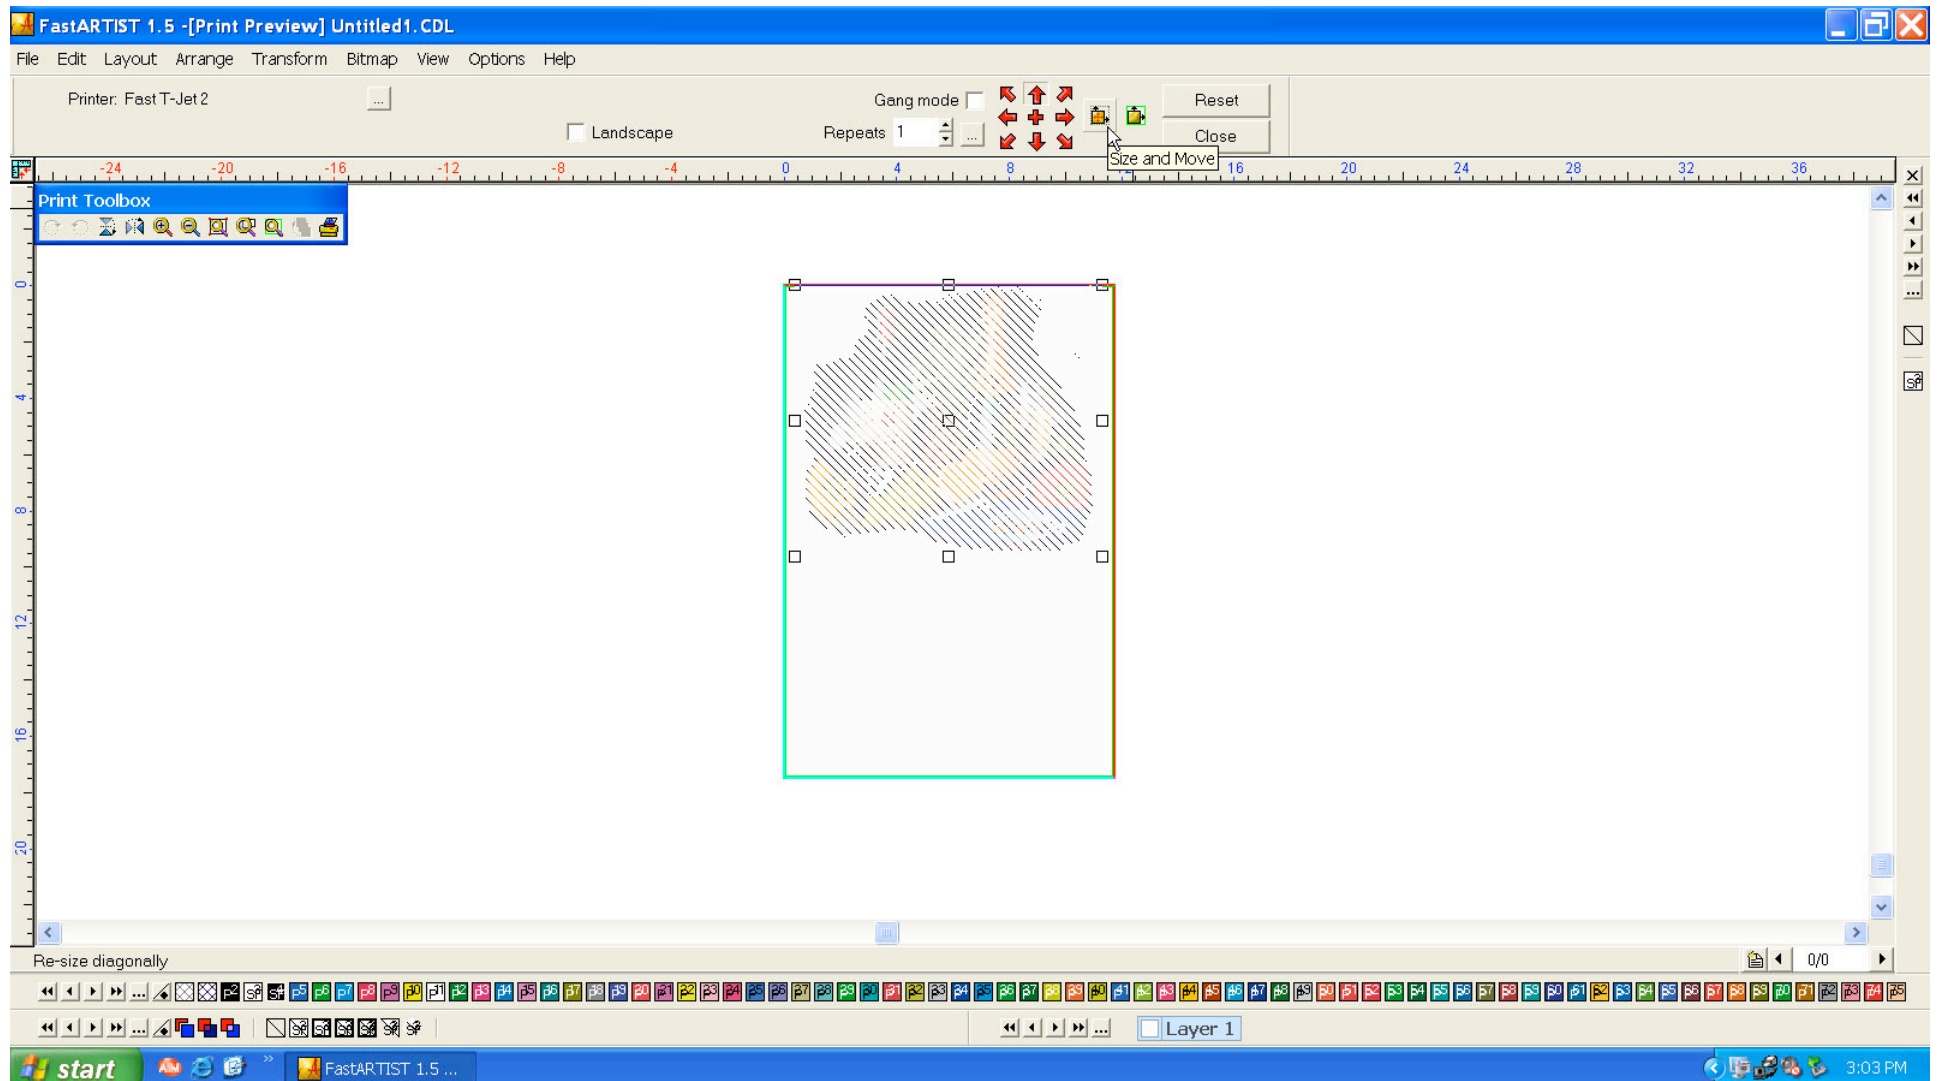 FastARTIST 1.5 -[Print Preview] Untitled1.CDL
File Edit Layout Arrange Transform Bitmap View Options Help
Printer: Fast T-Jet 2 ... Gang mode Reset
Landscape Repeats 1 ... Close
Size and Move
-24 -20 -16 -12 -8 -4 0 4 8 12 16 20 24 28 32 36
Print Toolbox
0
4
8
12
16
20
Re-size diagonally 0/0
Layer 1
start FastARTIST 1.5 ... 3:03 PM